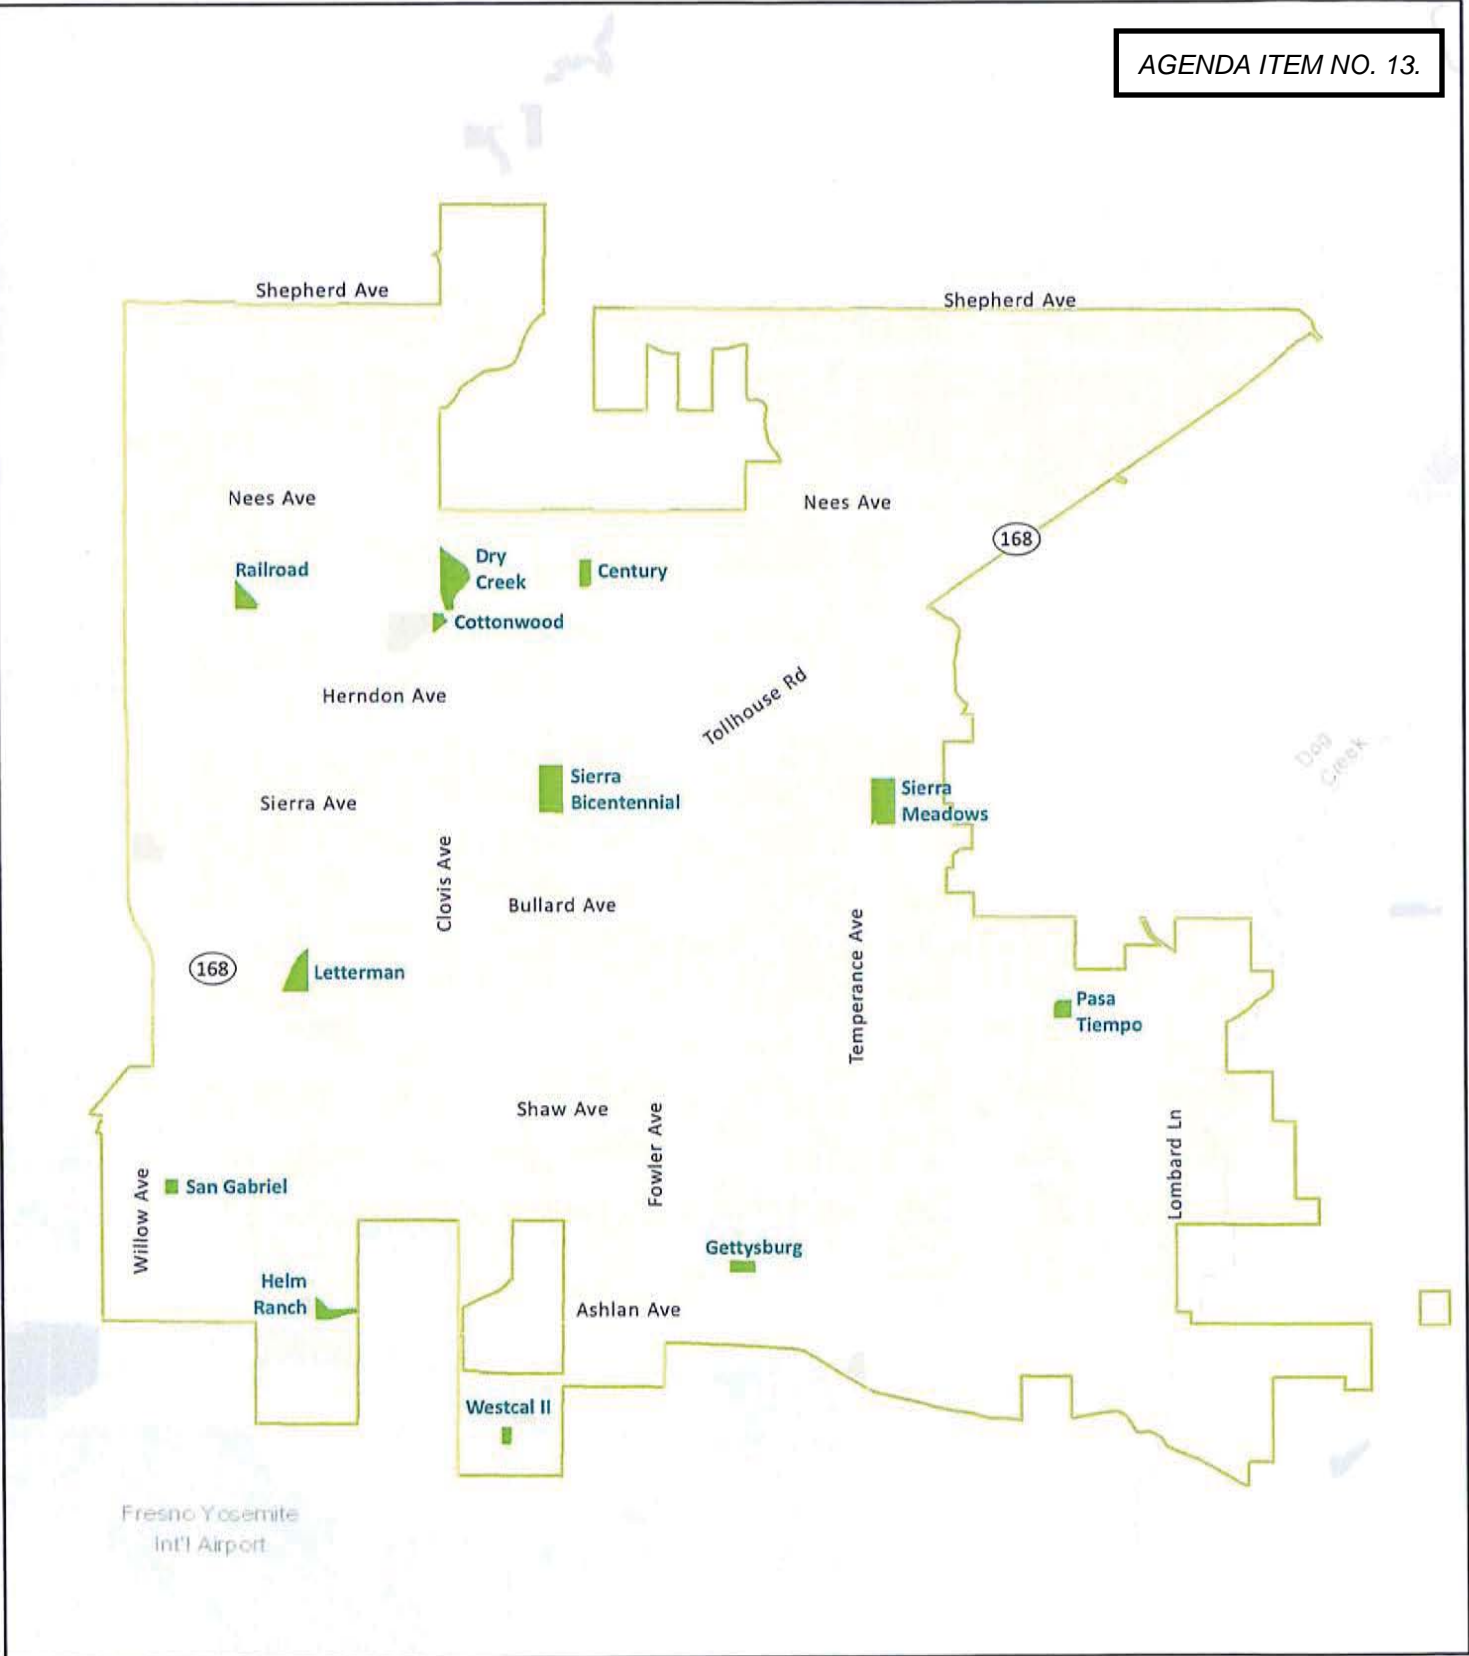 AGENDA ITEM NO. 13.
Shepherd Ave
Shepherd Ave
Nees Ave
Nees Ave
168
Railroad
Dry
Creek
Century
Cottonwood
Herndon Ave
Tollhouse Rd
Dog
Creek
Sierra Ave
Sierra
Bicentennial
Sierra
Meadows
Clovis Ave
Bullard Ave
Temperance Ave
168
Letterman
Pasa
Tiempo
Shaw Ave
Fowler Ave
Lombard Ln
Willow Ave
San Gabriel
Gettysburg
Helm
Ranch
Ashlan Ave
Westcal II
Fresno Yosemite
Int'l Airport